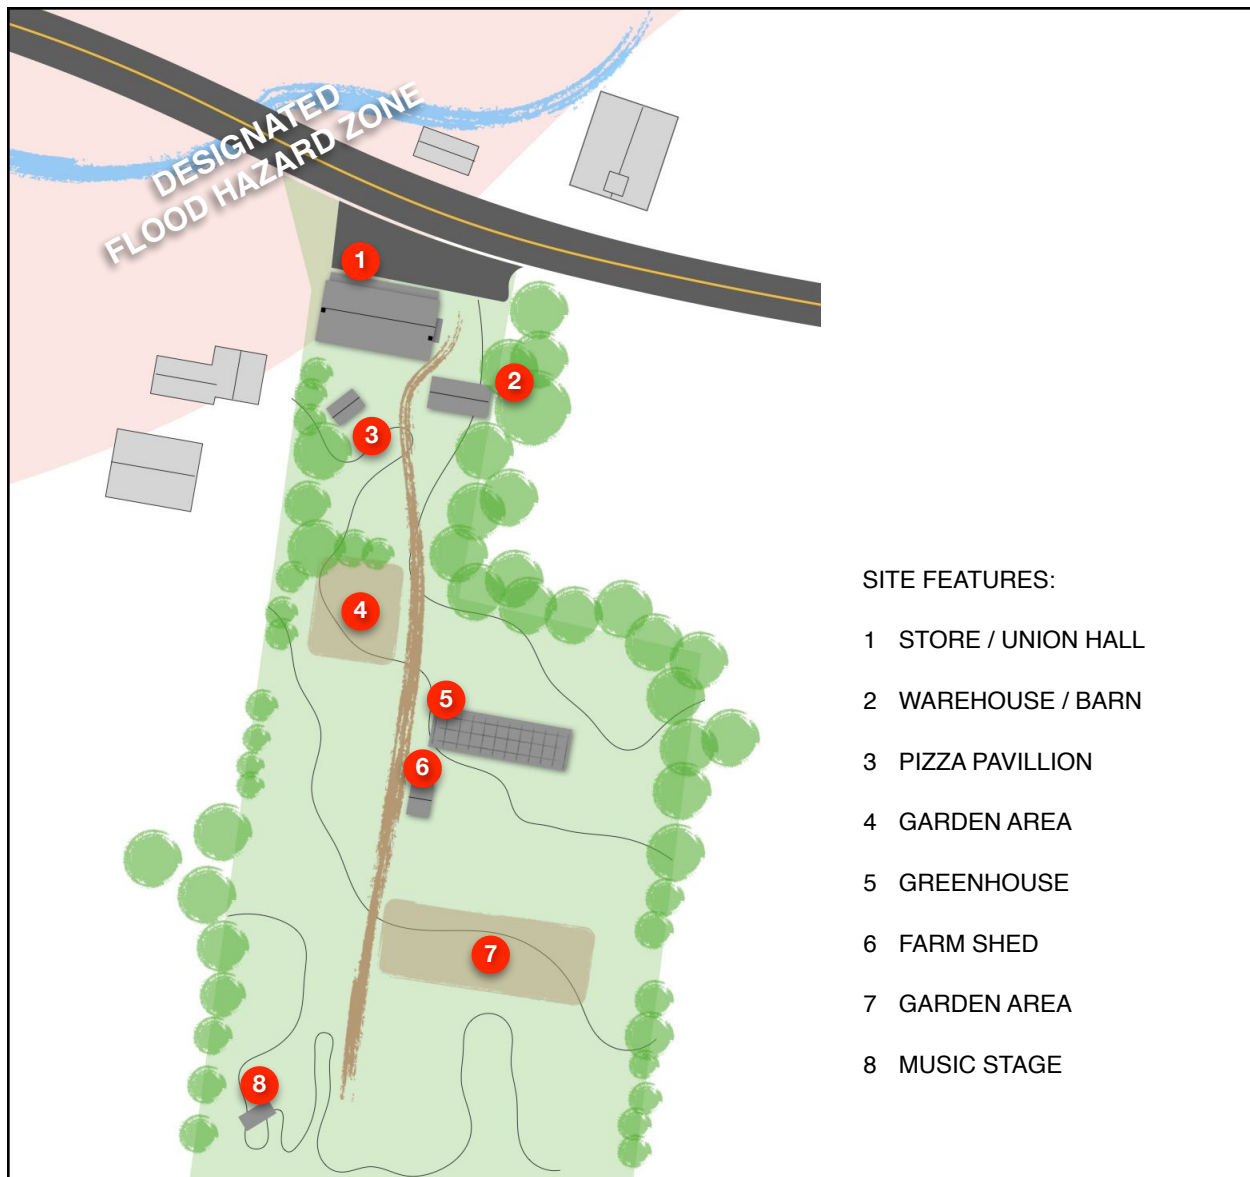 DESIGNATED
FLOOD HAZARD ZONE
1
2
3
4
5
6
7
8
SITE FEATURES:
1 STORE / UNION HALL
2 WAREHOUSE / BARN
3 PIZZA PAVILLION
4 GARDEN AREA
5 GREENHOUSE
6 FARM SHED
7 GARDEN AREA
8 MUSIC STAGE